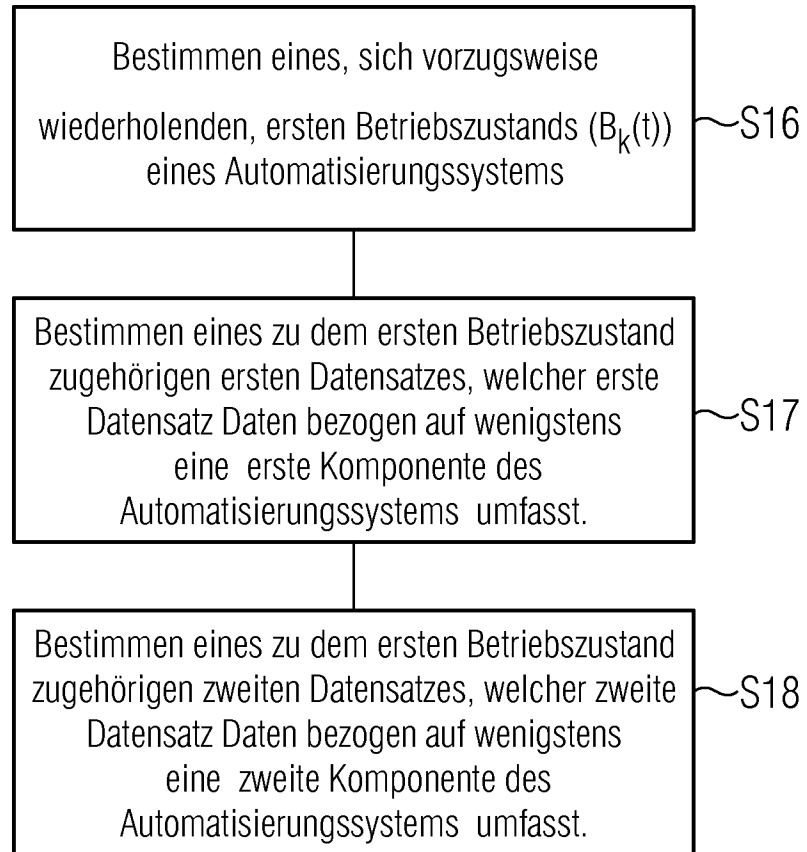 Bestimmen eines, sich vorzugsweise
wiederholenden, ersten Betriebszustands (Bk(t))
eines Automatisierungssystems
S16
Bestimmen eines zu dem ersten Betriebszustand
zugehörigen ersten Datensatzes, welcher erste
Datensatz Daten bezogen auf wenigstens
eine erste Komponente des
Automatisierungssystems umfasst.
S17
Bestimmen eines zu dem ersten Betriebszustand
zugehörigen zweiten Datensatzes, welcher zweite
Datensatz Daten bezogen auf wenigstens
eine zweite Komponente des
Automatisierungssystems umfasst.
S18